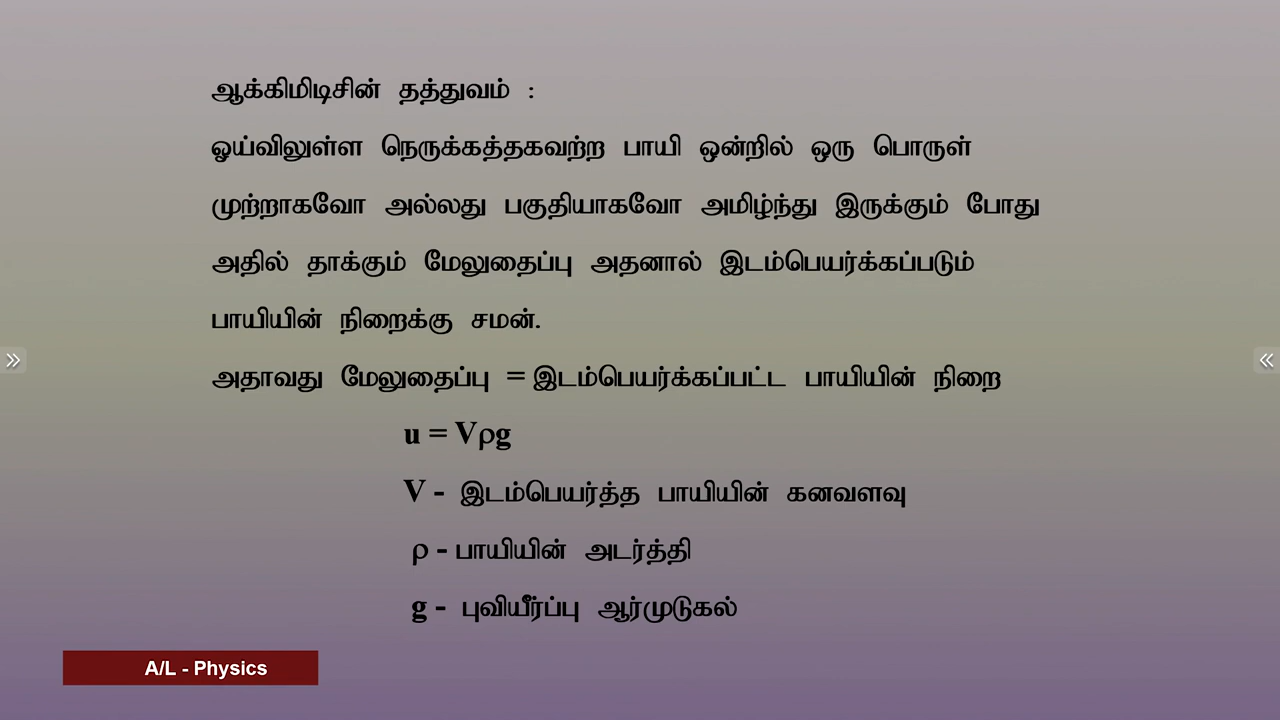 ஆக்கிமிடிசின் தத்துவம் :
ஓய்விலுள்ள நெருக்கத்தகவற்ற பாயி ஒன்றில் ஒரு பொருள்
முற்றாகவோ அல்லது பகுதியாகவோ அமிழ்ந்து இருக்கும் போது
அதில் தாக்கும் மேலுதைப்பு அதனால் இடம்பெயர்க்கப்படும்
பாயியின் நிறைக்கு சமன்.
அதாவது மேலுதைப்பு = இடம்பெயர்க்கப்பட்ட பாயியின் நிறை
u = Vρg
V - இடம்பெயர்த்த பாயியின் கனவளவு
ρ - பாயியின் அடர்த்தி
g - புவியீர்ப்பு ஆர்முடுகல்
A/L - Physics